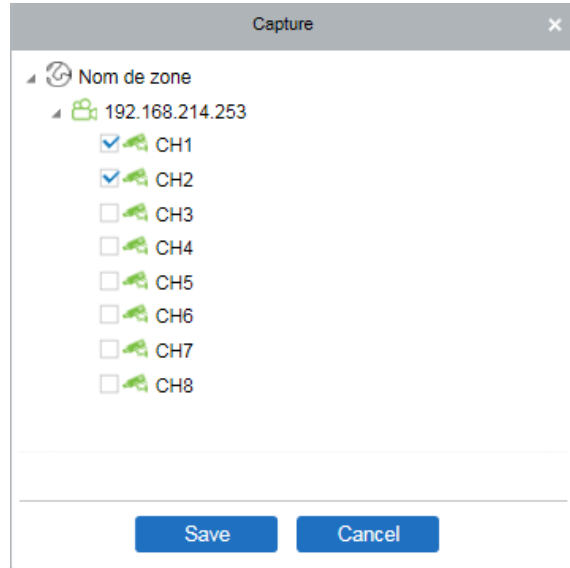 Capture
Nom de zone
192.168.214.253
CH1
CH2
CH3
CH4
CH5
CH6
CH7
CH8
Save Cancel